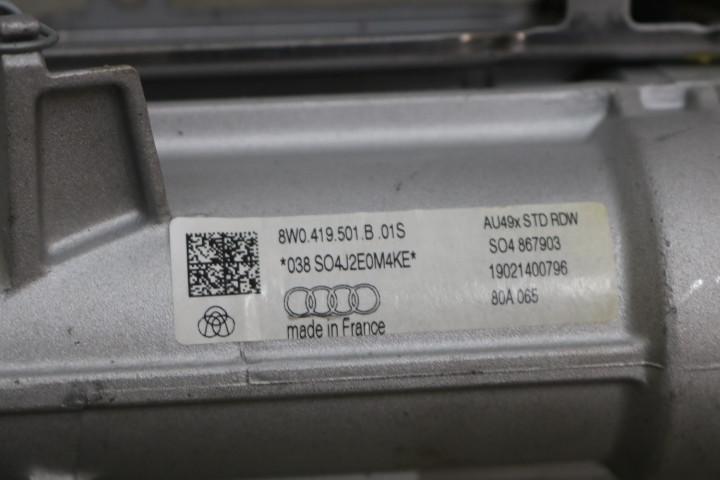 8W0.419.501.B .01S
*038 SO4J2E0M4KE*
made in France
AU49x STD RDW
SO4 867903
19021400796
80A 065